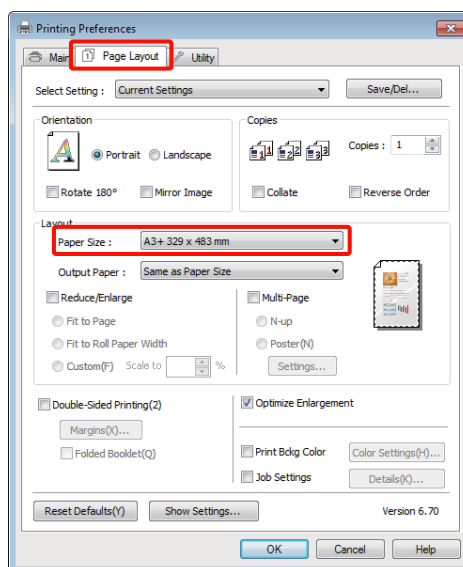 Printing Preferences
Main Page Layout Utility
Select Setting : Current Settings Save/Del...
Orientation Copies
Portrait Landscape Copies : 1
Rotate 180° Mirror Image Collate Reverse Order
Layout
Paper Size : A3+ 329 x 483 mm
Output Paper : Same as Paper Size
Reduce/Enlarge Multi-Page
Fit to Page N-up
Fit to Roll Paper Width Poster(N)
Custom(F) Scale to % Settings...
Double-Sided Printing(2) Optimize Enlargement
Margins(X)...
Folded Booklet(Q) Print Bckg Color Color Settings(H)...
Job Settings Details(K)...
Reset Defaults(Y) Show Settings... Version 6.70
OK Cancel Help